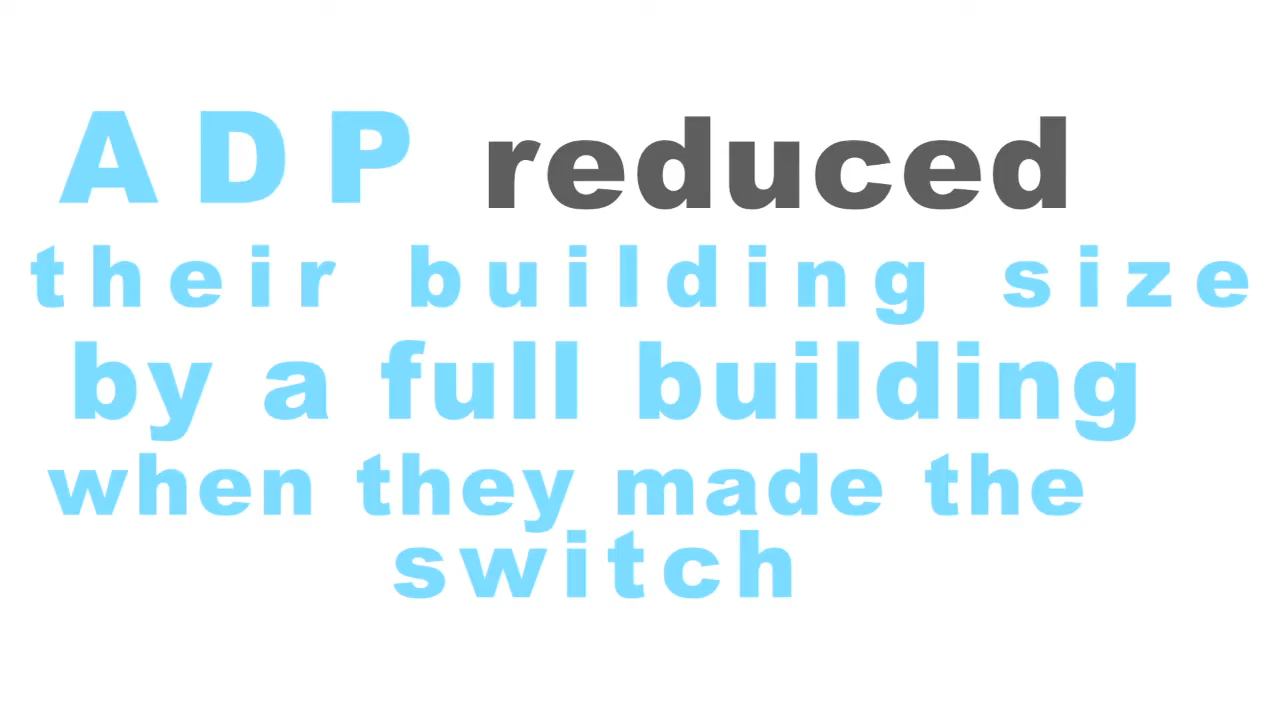 ADP reduced
their building size
by a full building
when they made the
switch